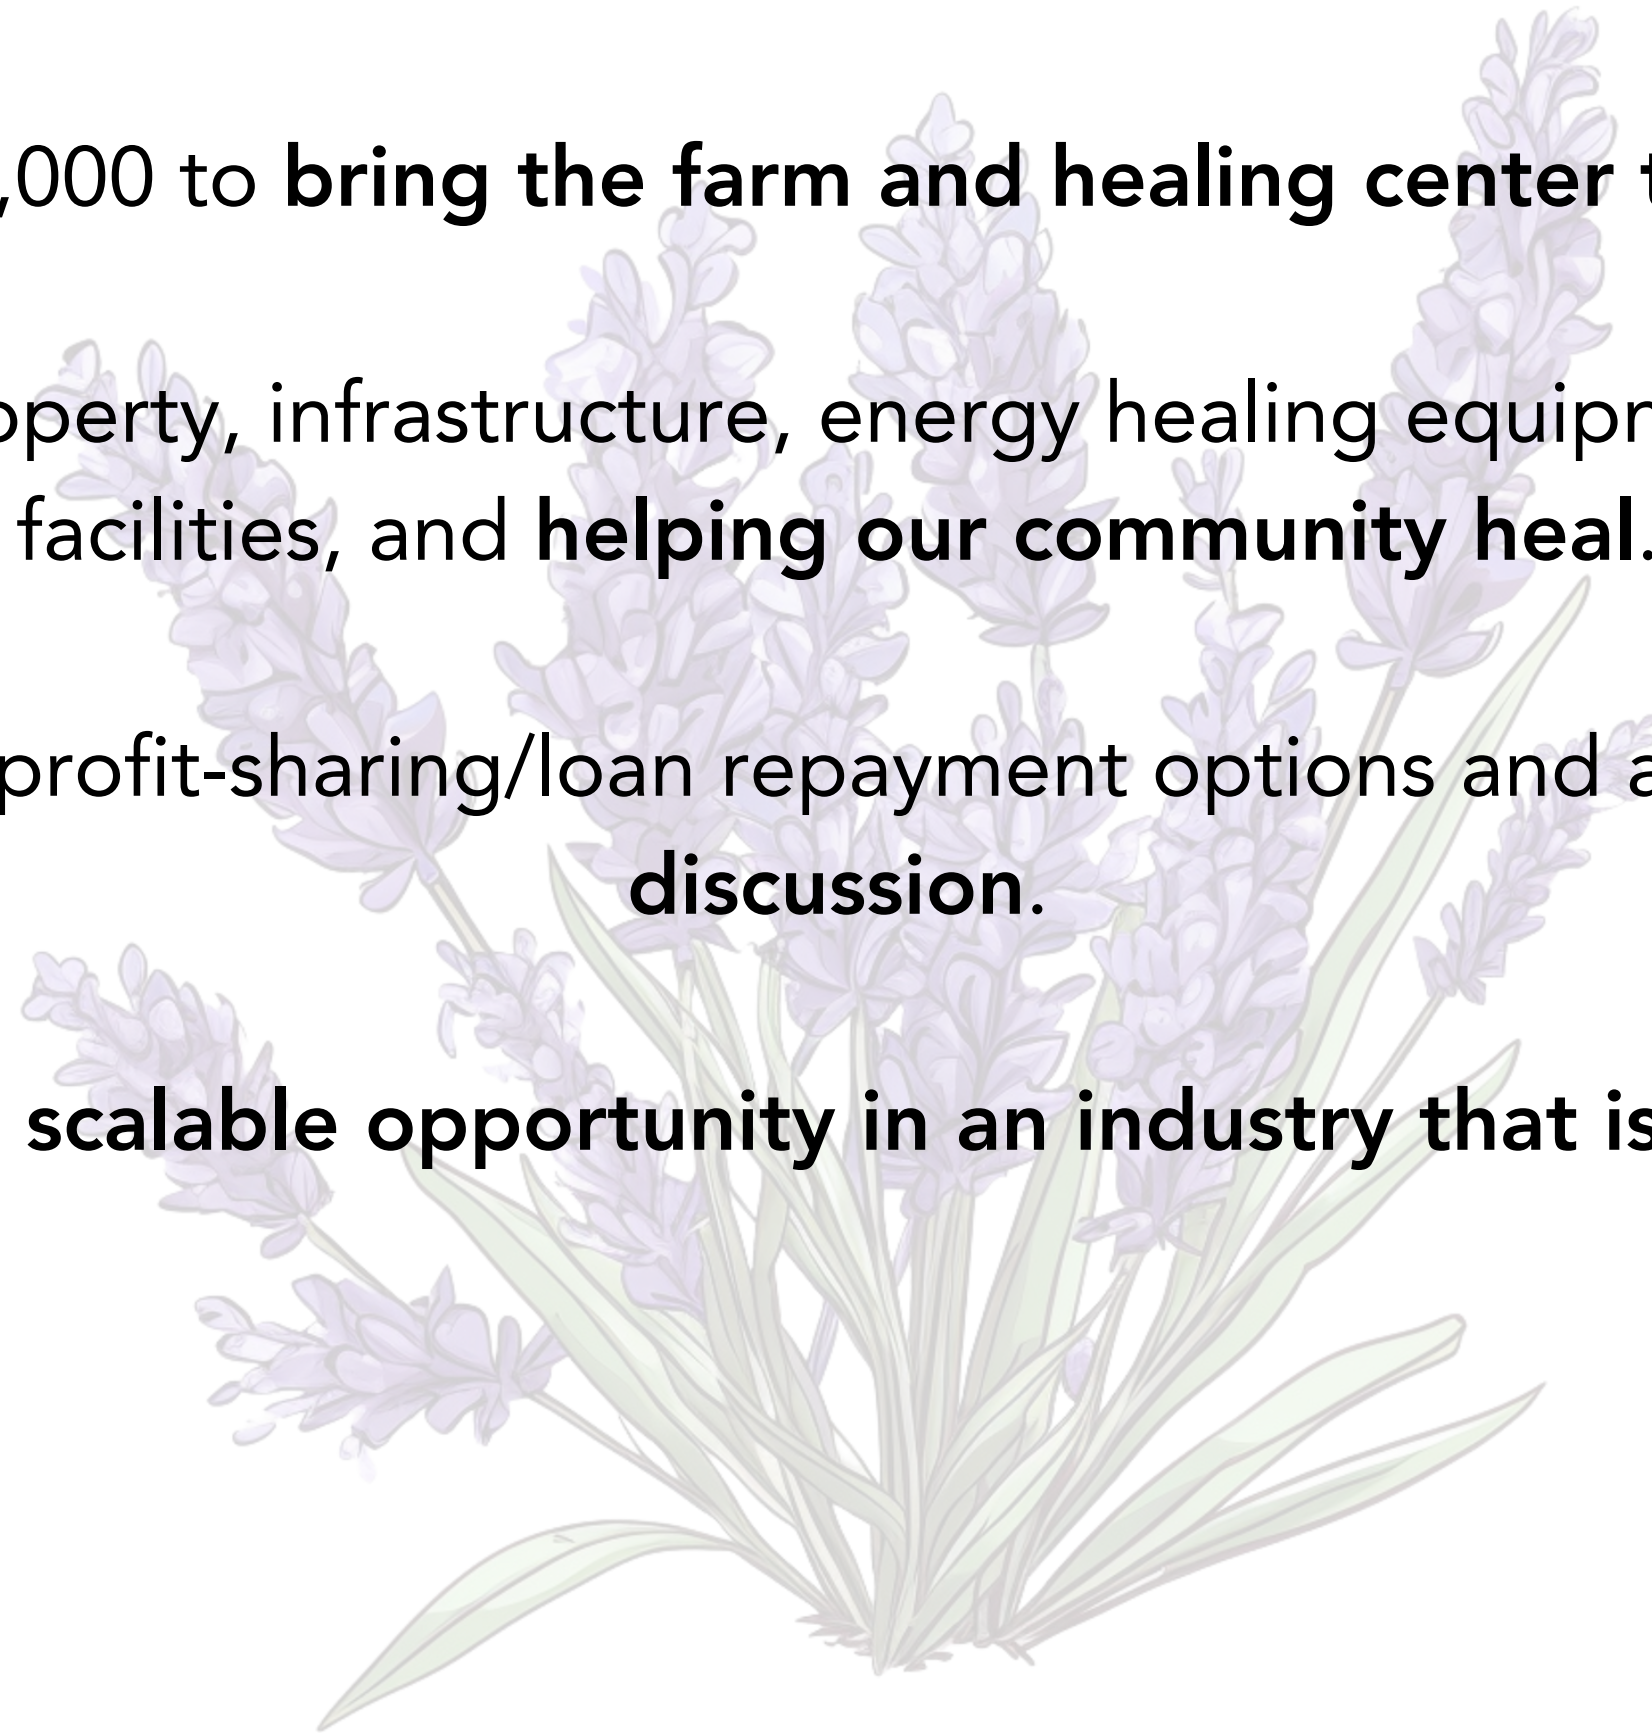 ,000 to bring the farm and healing center t
operty, infrastructure, energy healing equipm
facilities, and helping our community heal.
profit-sharing/loan repayment options and a
discussion.
scalable opportunity in an industry that is